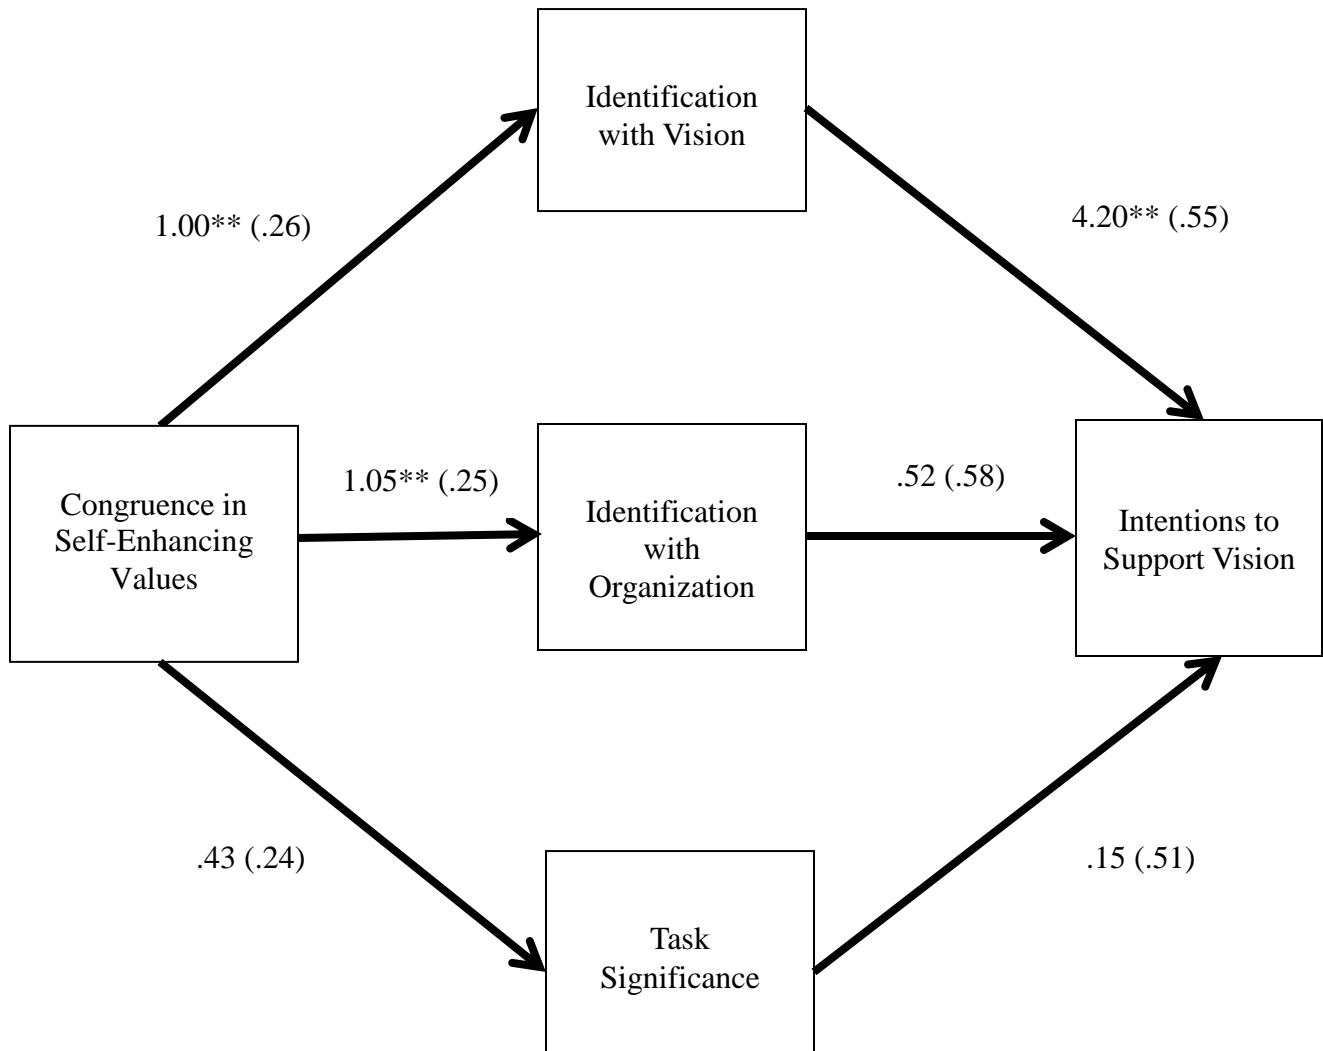 Identification
with Vision
1.00** (.26)
4.20** (.55)
Congruence in
Self-Enhancing
Values
1.05** (.25)
Identification
with
Organization
.52 (.58)
Intentions to
Support Vision
.43 (.24)
.15 (.51)
Task
Significance